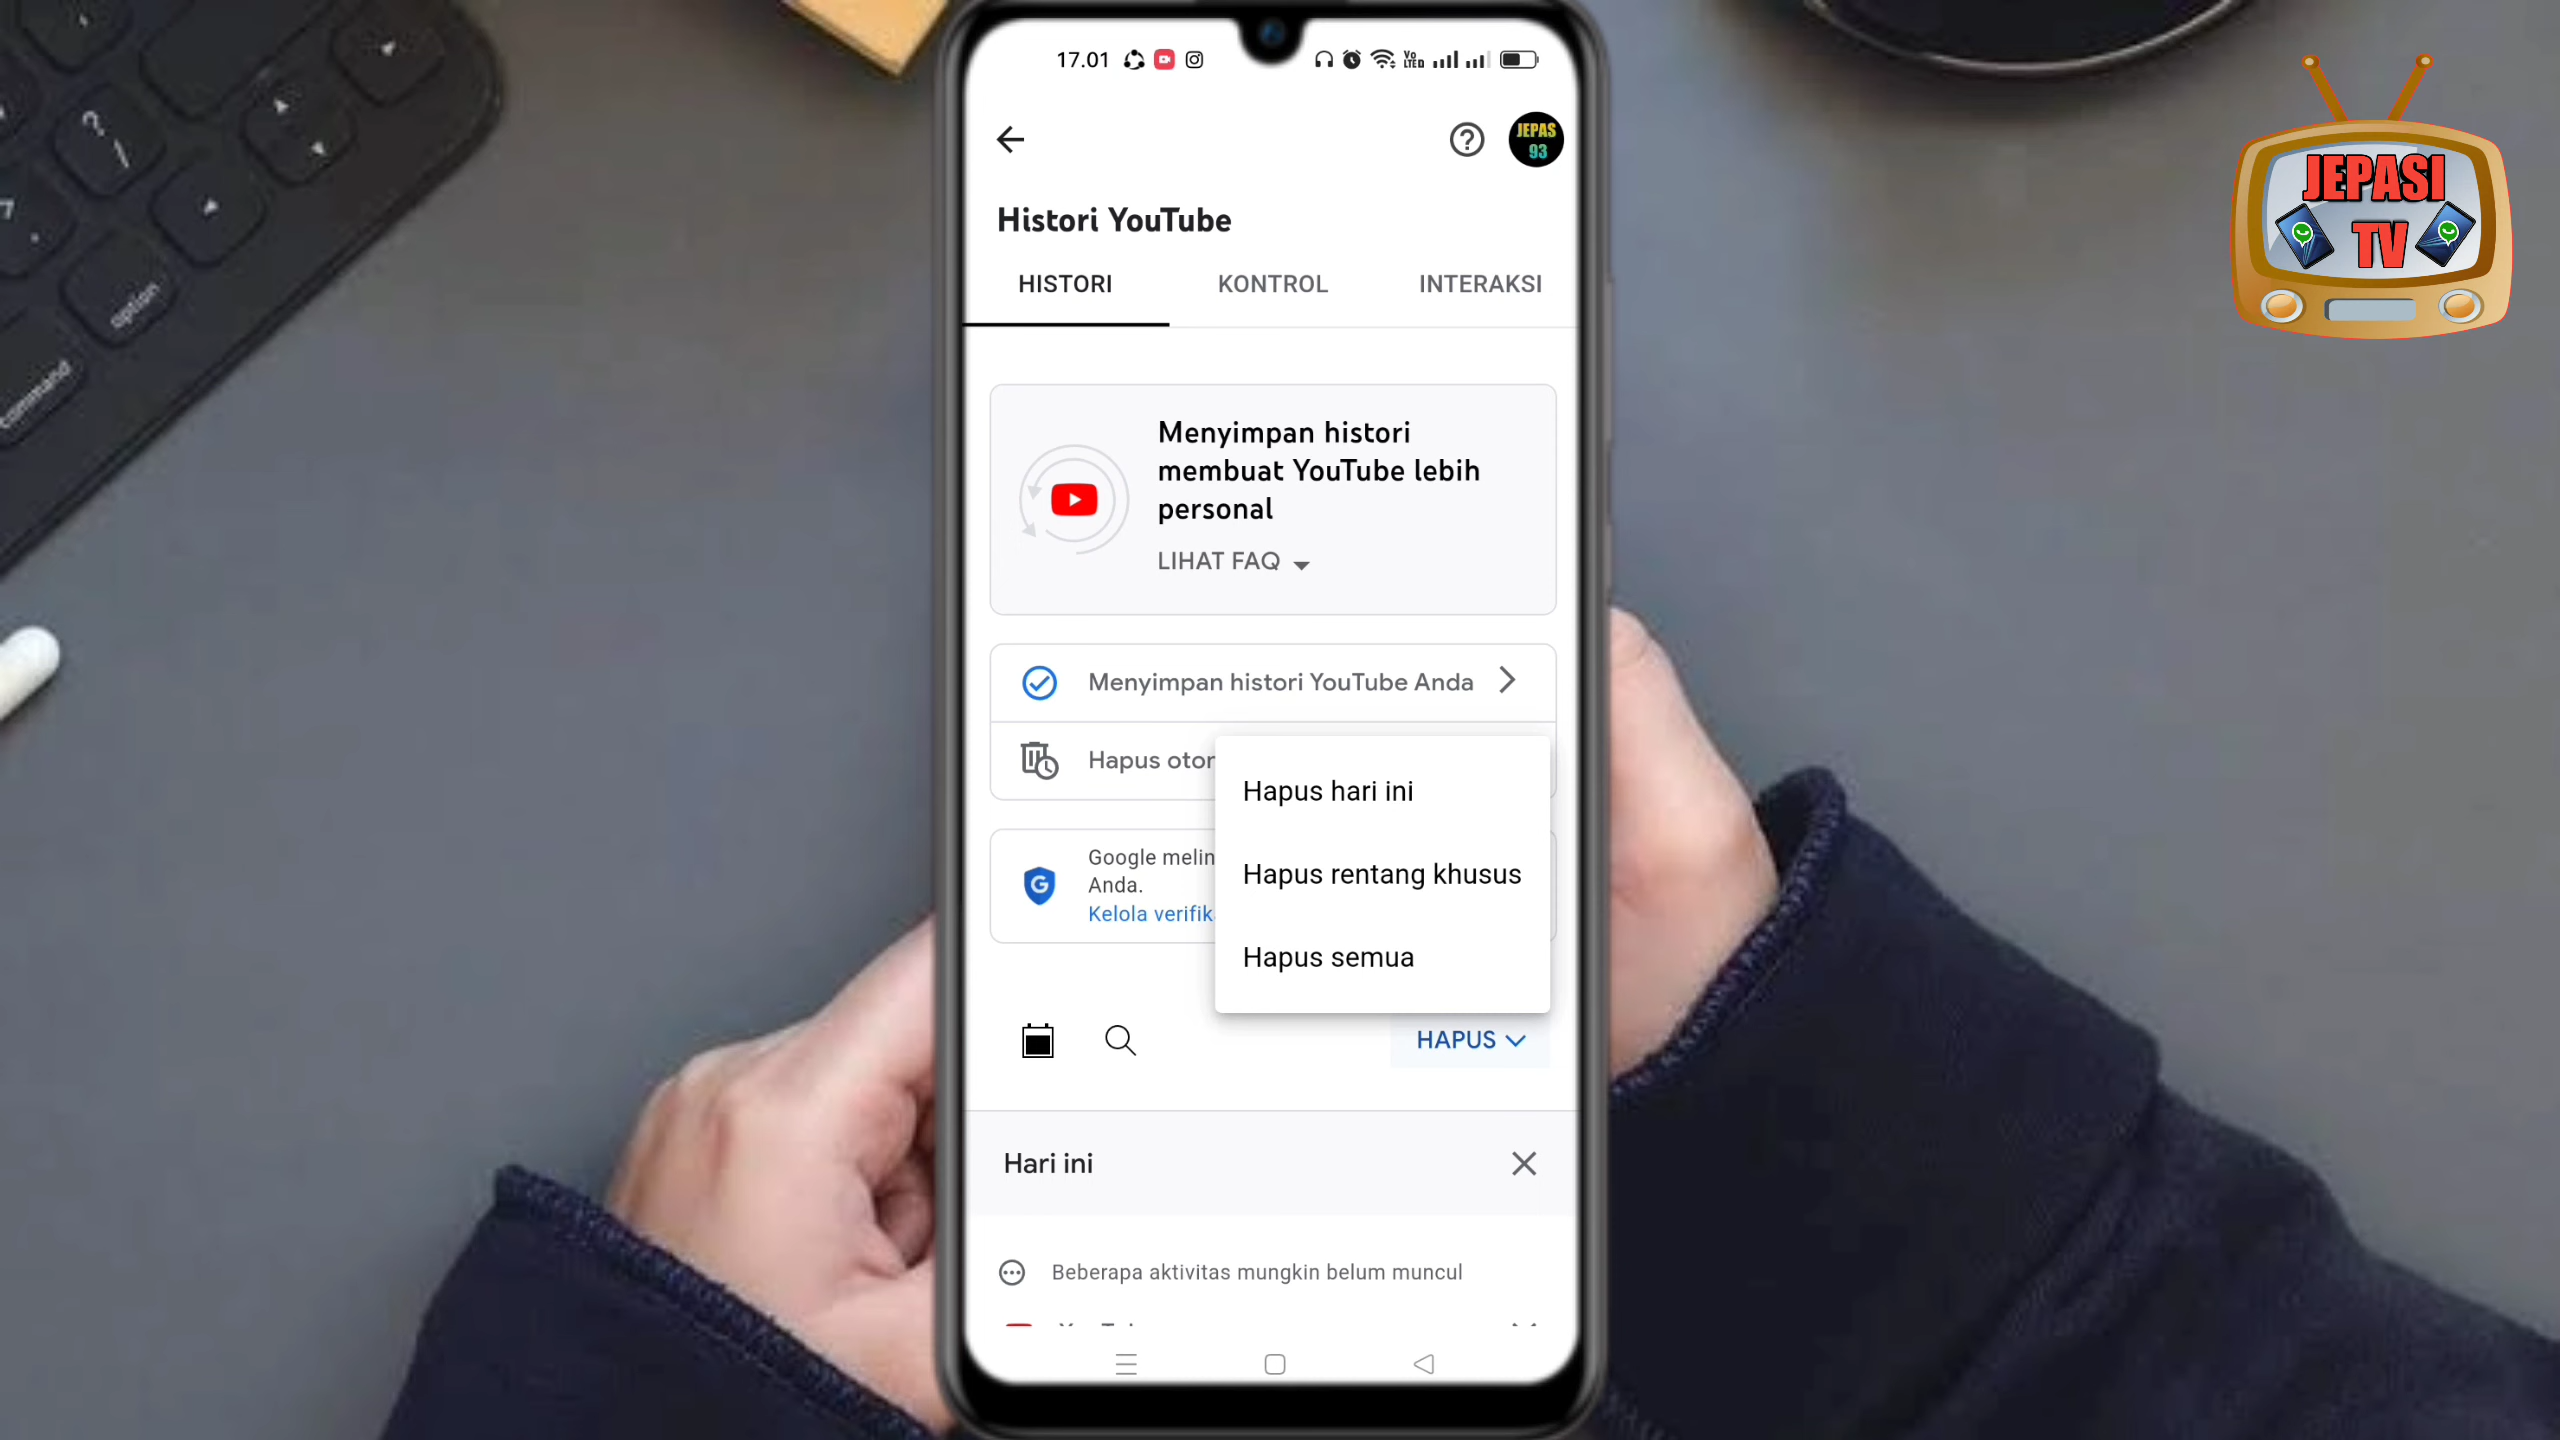 17.01
JEPAS
93
Histori YouTube
HISTORI
KONTROL
INTERAKSI
Menyimpan histori
membuat YouTube lebih
personal
LIHAT FAQ
Menyimpan histori YouTube Anda
Hapus otor
Hapus hari ini
Hapus rentang khusus
Hapus semua
Google melin
Anda.
Kelola verifik
HAPUS
Hari ini
Beberapa aktivitas mungkin belum muncul
JEPASI
TV
option
command